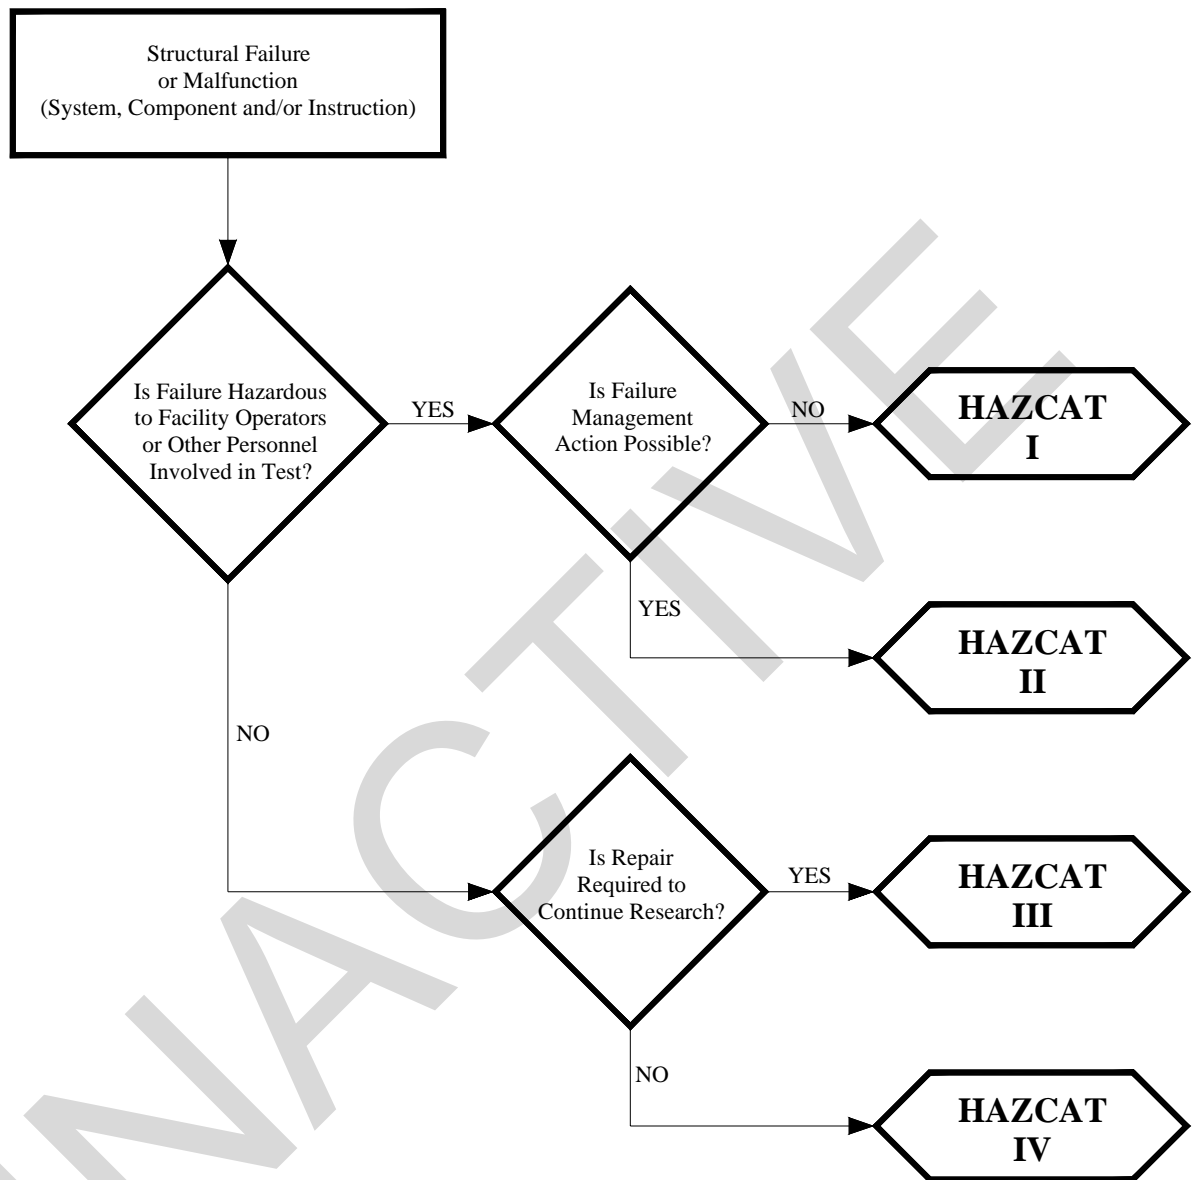 Structural Failure
or Malfunction
(System, Component and/or Instruction)
Is Failure Hazardous
to Facility Operators
or Other Personnel
Involved in Test?
YES
Is Failure
Management
Action Possible?
NO
HAZCAT
I
YES
HAZCAT
II
NO
Is Repair
Required to
Continue Research?
YES
HAZCAT
III
NO
HAZCAT
IV
INACTIVE